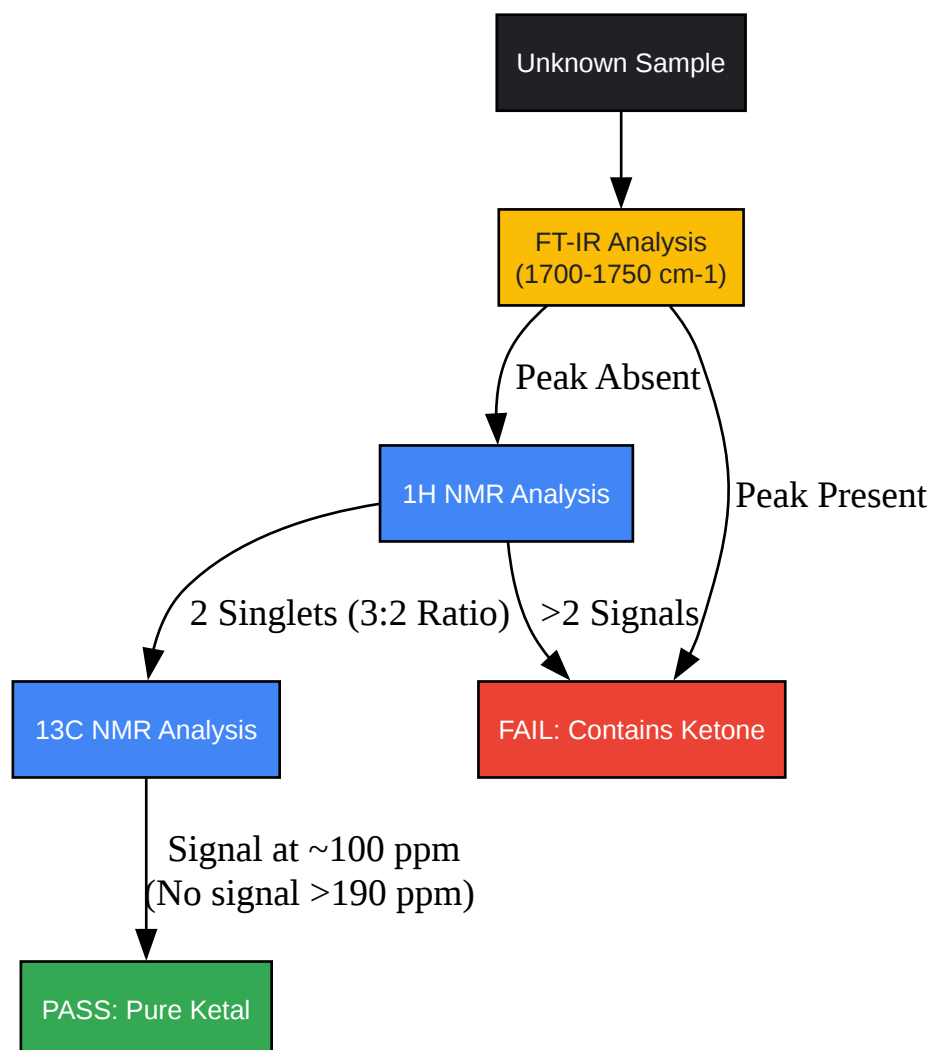 Unknown Sample
FT-IR Analysis
(1700-1750 cm-1)
Peak Absent
1H NMR Analysis
Peak Present
2 Singlets (3:2 Ratio)
>2 Signals
13C NMR Analysis
FAIL: Contains Ketone
Signal at ~100 ppm
(No signal >190 ppm)
PASS: Pure Ketal